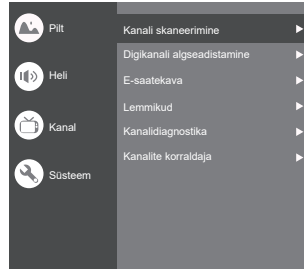 Pilt
Heli
Kanal
Süsteem
Kanali skaneerimine
Digikanali algseadistamine
E-saatekava
Lemmikud
Kanalidiagnostika
Kanalite korraldaja